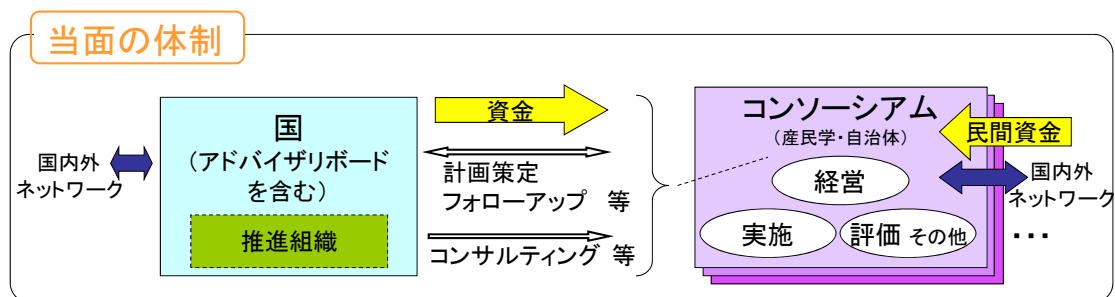 当面の体制
国
(アドバイザリボード
を含む)
推進組織
国内外
ネットワーク
資金
計画策定
フォローアップ 等
コンサルティング 等
コンソーシアム
(産民学・自治体)
経営
実施
評価 その他
民間資金
国内外
ネットワーク
・・・